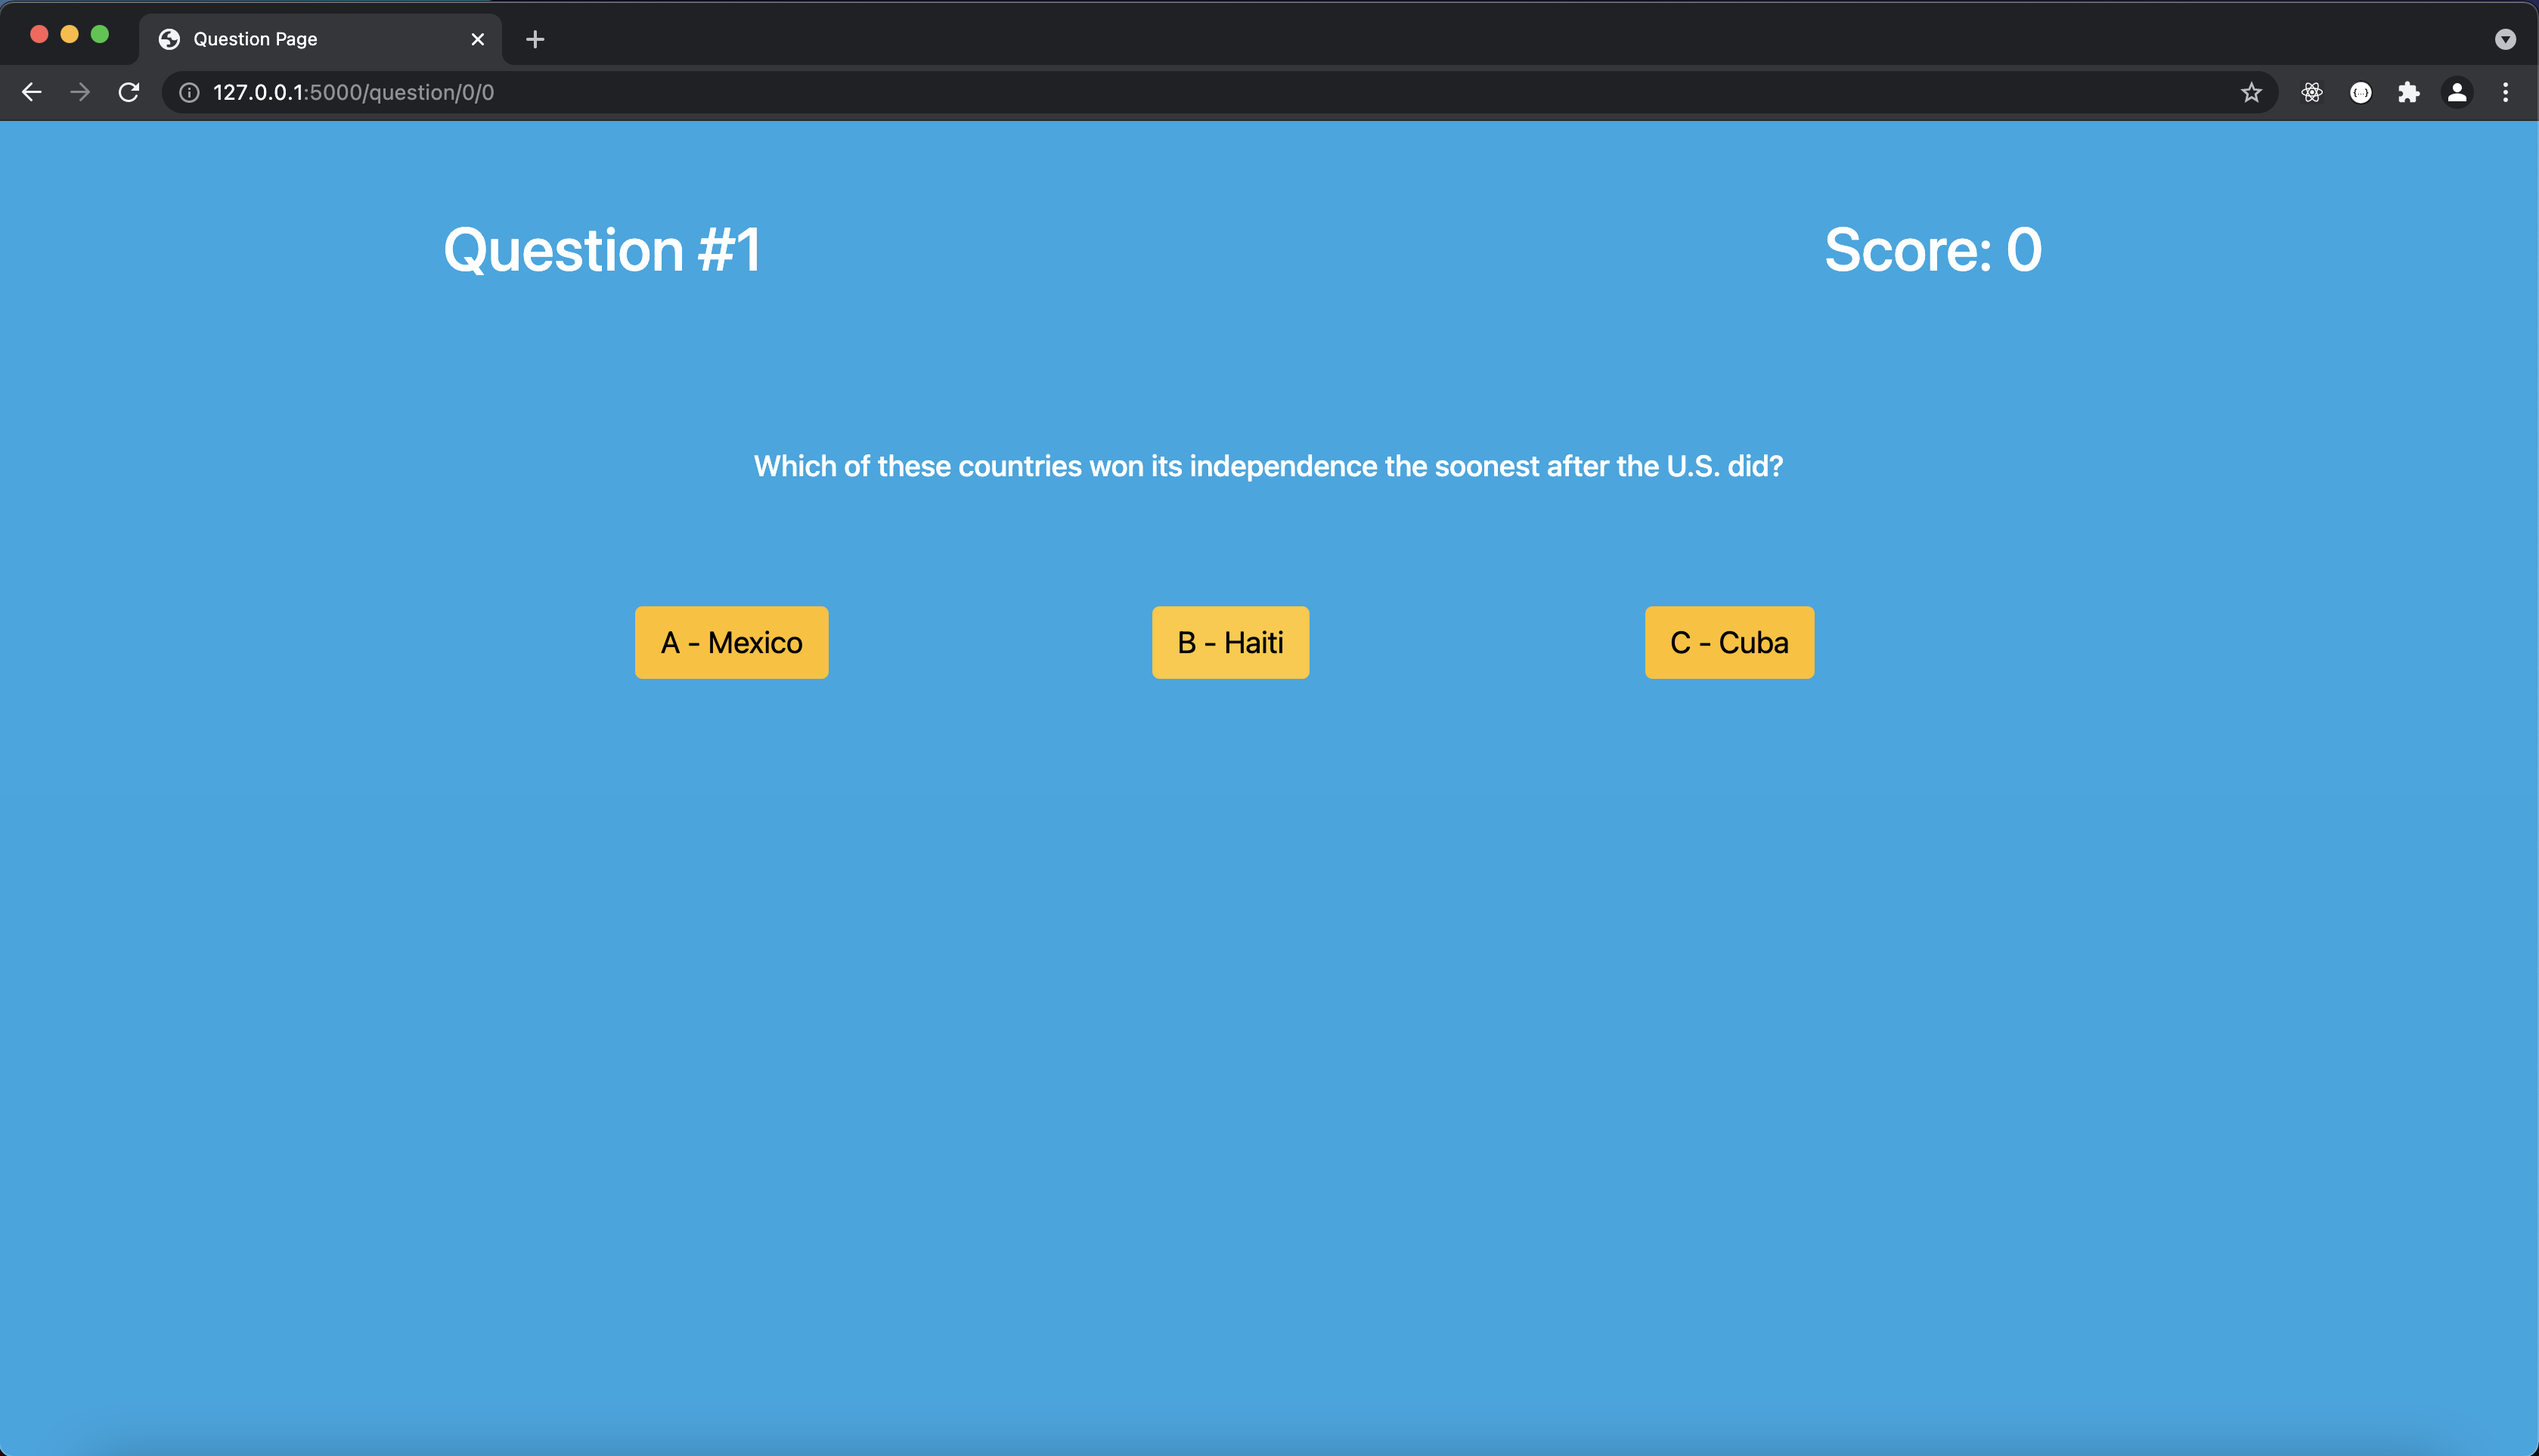 Question Page
127.0.0.1:5000/question/0/0
Question #1
Score: 0
Which of these countries won its independence the soonest after the U.S. did?
A - Mexico
B - Haiti
C - Cuba